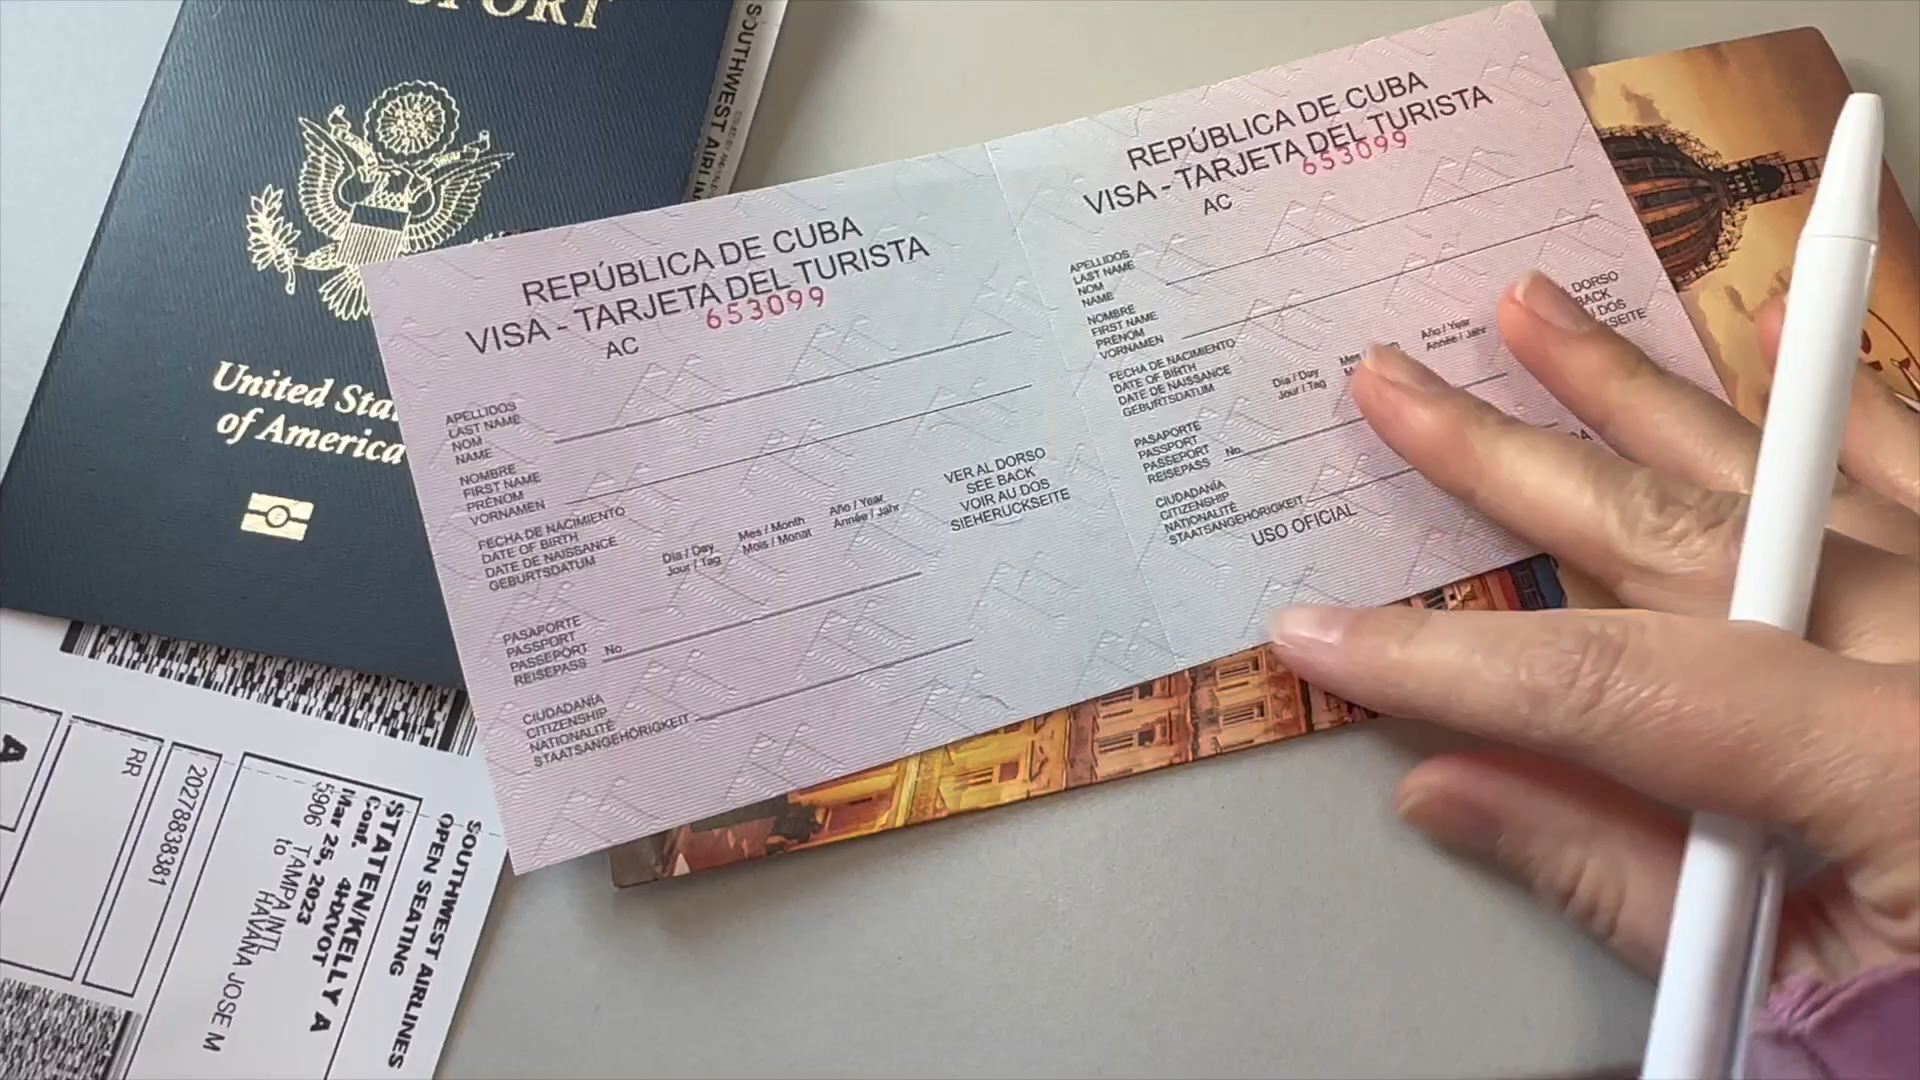 United
of America
SOUTHWEST
REPÚBLICA DE CUBA
VISA - TARJETA DEL TURISTA
653099
AC
APELLIDOS
LAST NAME
NOM
NAME
NOMBRE
FIRST NAME
PRÉNOM
VORNAMEN
FECHA DE NACIMIENTO
DATE OF BIRTH
DATE DE NAISSANCE
GEBURTSDATUM
Día / Day
Jour / Tag
Mes / Month
Mois / Monat
Año / Year
Année / Jahr
VER AL DORSO
SEE BACK
VOIR AU DOS
SIEHERUCKSEITE
PASAPORTE
PASSPORT
PASSEPORT
REISEPASS
No
CIUDADANÍA
CITIZENSHIP
NATIONALITÉ
STAATSANGEHÖRIGKEIT
REPÚBLICA DE CUBA
VISA - TARJETA DEL TURISTA
653099
AC
APELLIDOS
LAST NAME
NOM
NAME
NOMBRE
FIRST NAME
PRÉNOM
VORNAMEN
FECHA DE NACIMIENTO
DATE OF BIRTH
DATE DE NAISSANCE
GEBURTSDATUM
Día / Day
Jour / Tag
Mes
Año / Year
Année / Jahr
DORSO
BACK
DOS
PASAPORTE
PASSPORT
PASSEPORT
REISEPASS
No.
CIUDADANÍA
CITIZENSHIP
NATIONALITÉ
STAATSANGEHÖRIGKEIT
USO OFICIAL
SOUTHWEST AIRLINES
OPEN SEATING
STATEN/KELLY A
Conf. 4HXVOT
Mar 25, 2023
5906 TAMPA INTL
to HAVANA JOSE M
2027883838381
RR
A